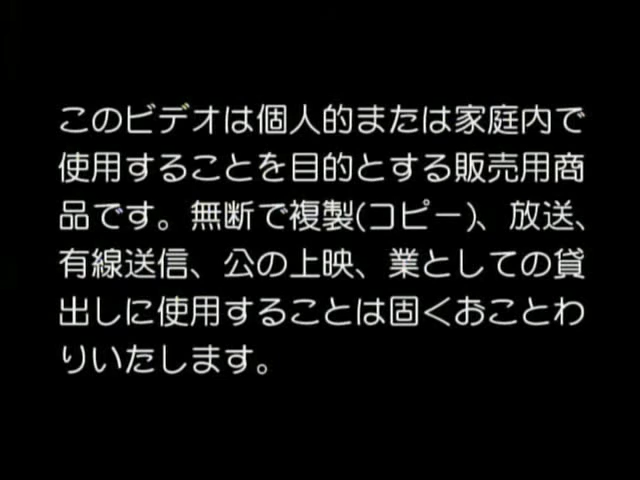 このビデオは個人的または家庭内で
使用することを目的とする販売用商
品です。無断で複製(コピー)、放送、
有線送信、公の上映、業としての貸
出しに使用することは固くおことわ
りいたします。